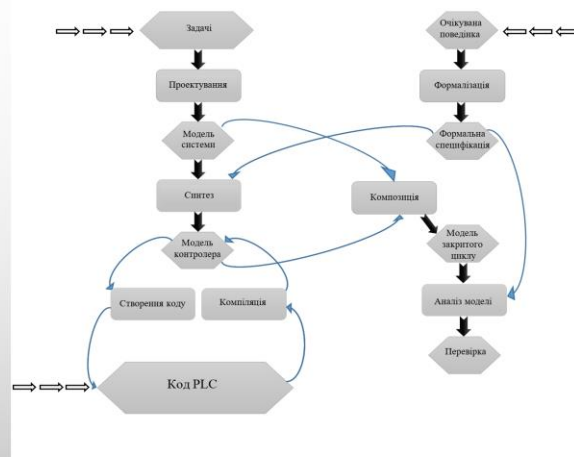 Задачі
Очікувана
поведінка
Проектування
Формалізація
Модель
системи
Формальна
специфікація
Синтез
Композиція
Модель
контролера
Модель
закритого
циклу
Створення коду
Компіляція
Аналіз моделі
Перевірка
Код PLC